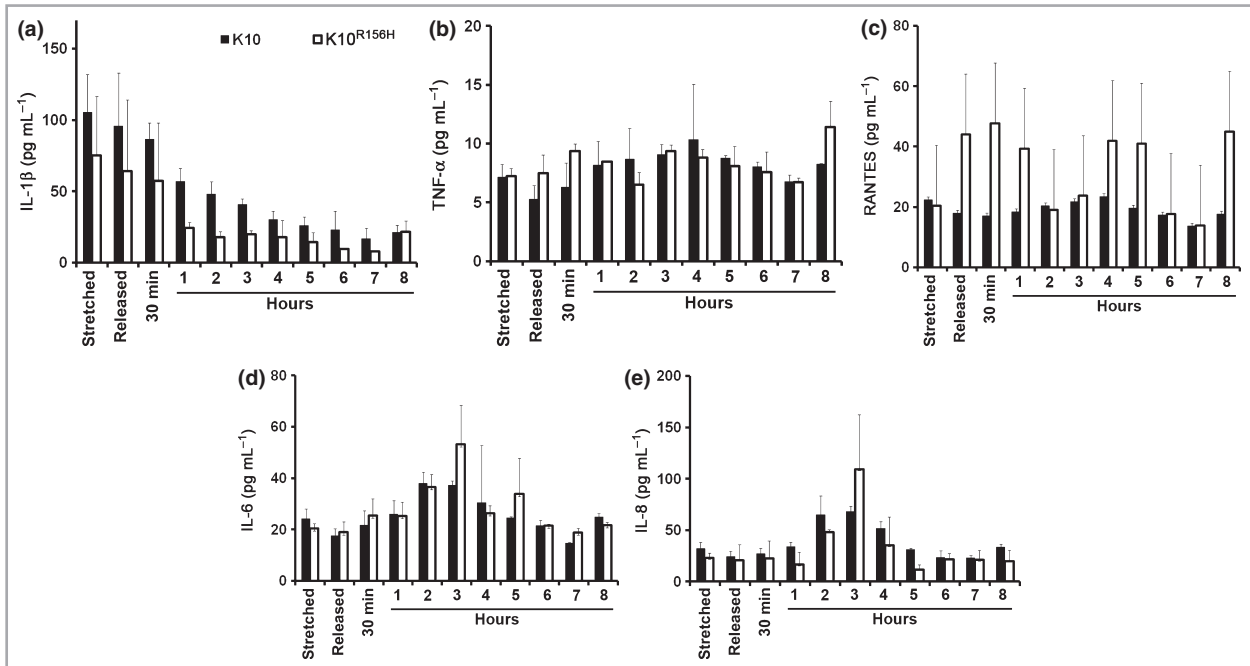 (a)
K10 K10R156H
150
100
50
0
IL-1β (pg mL−1)
Stretched Released 30 min 1 2 3 4 5 6 7 8
Hours
(b)
20
15
10
5
0
TNF-α (pg mL−1)
Stretched Released 30 min 1 2 3 4 5 6 7 8
Hours
(c)
80
60
40
20
0
RANTES (pg mL−1)
Stretched Released 30 min 1 2 3 4 5 6 7 8
Hours
(d)
80
60
40
20
0
IL-6 (pg mL−1)
Stretched Released 30 min 1 2 3 4 5 6 7 8
Hours
(e)
200
150
100
50
0
IL-8 (pg mL−1)
Stretched Released 30 min 1 2 3 4 5 6 7 8
Hours